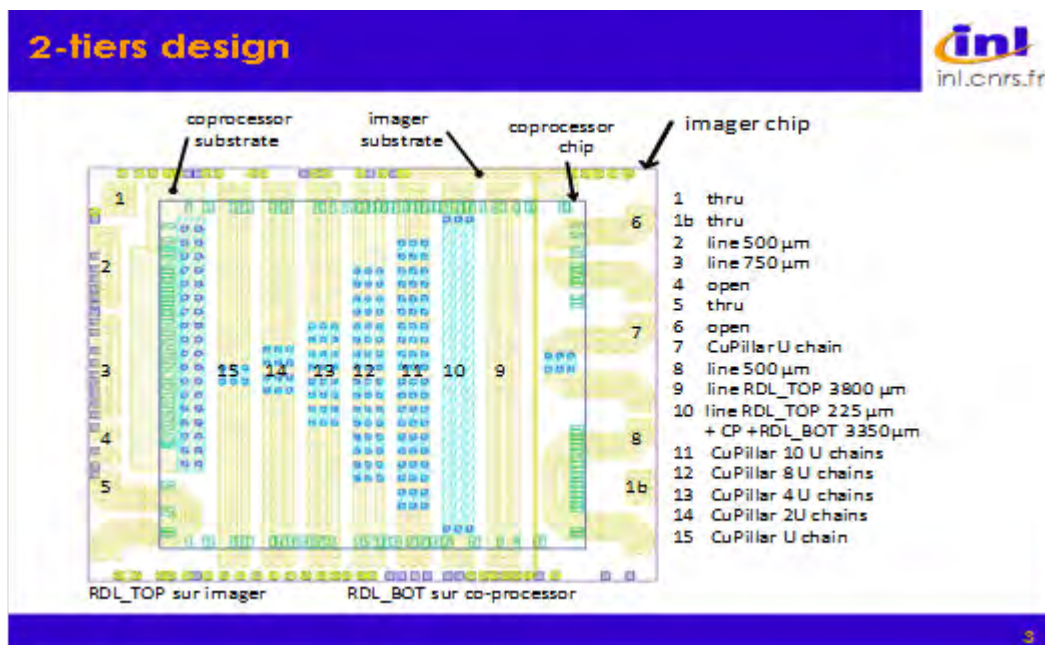 2-tiers design
inl
inl.cnrs.fr
coprocessor
substrate
imager
substrate
coprocessor
chip
imager chip
1
2
3
4
5
15
14
13
12
11
10
9
6
7
8
1b
1 thru
1b thru
2 line 500 µm
3 line 750 µm
4 open
5 thru
6 open
7 CuPillar U chain
8 line 500 µm
9 line RDL_TOP 3800 µm
10 line RDL_TOP 225 µm
+ CP +RDL_BOT 3350µm
11 CuPillar 10 U chains
12 CuPillar 8 U chains
13 CuPillar 4 U chains
14 CuPillar 2U chains
15 CuPillar U chain
RDL_TOP sur imager
RDL_BOT sur co-processor
3